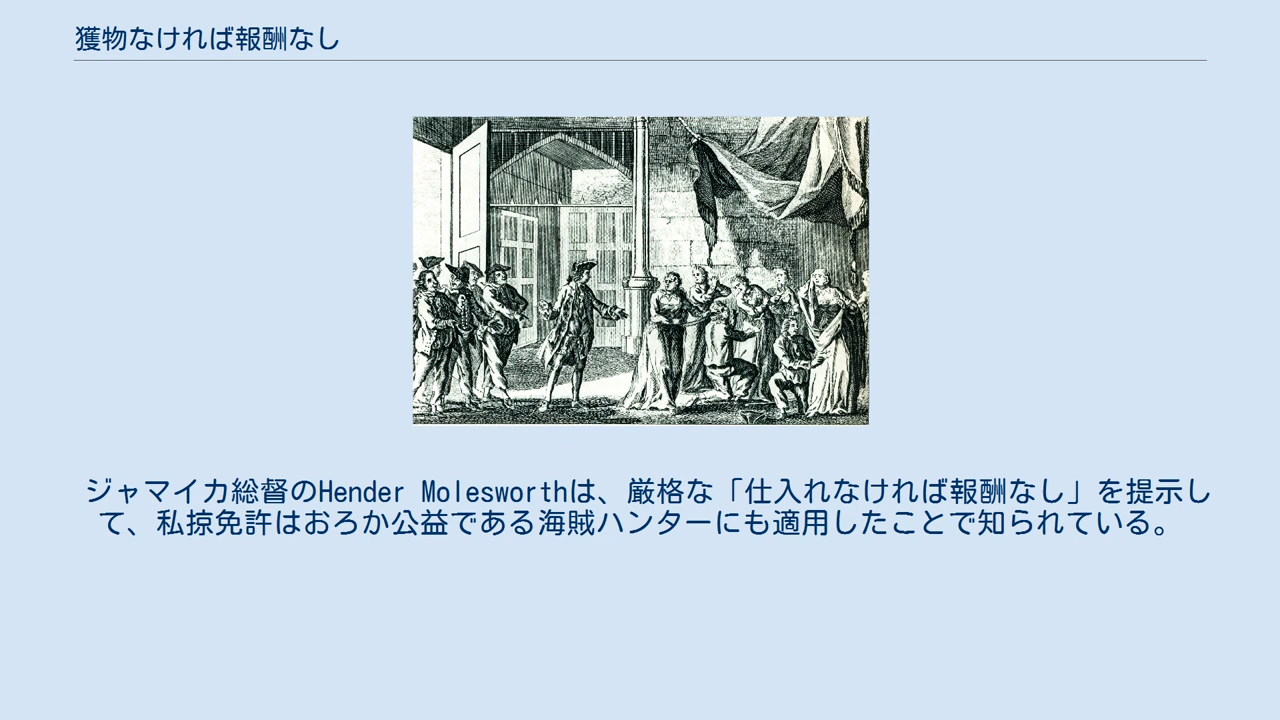 獲物なければ報酬なし
ジャマイカ総督のHender Molesworthは、厳格な「仕入れなければ報酬なし」を提示し
て、私掠免許はおろか公益である海賊ハンターにも適用したことで知られている。